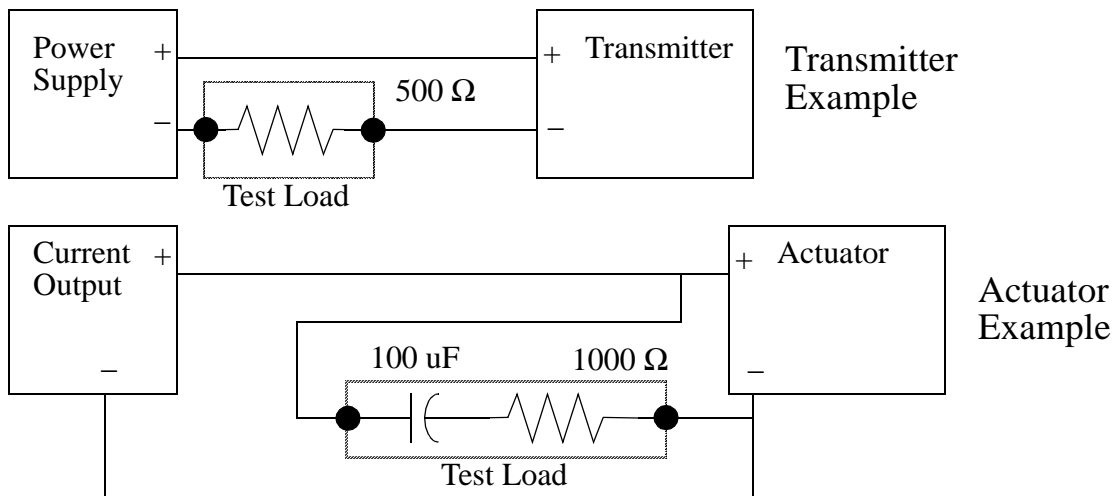 Power
Supply
+
−
500 Ω
Test Load
+
−
Transmitter
Transmitter
Example
Current
Output
+
−
100 uF
1000 Ω
Test Load
+
−
Actuator
Actuator
Example